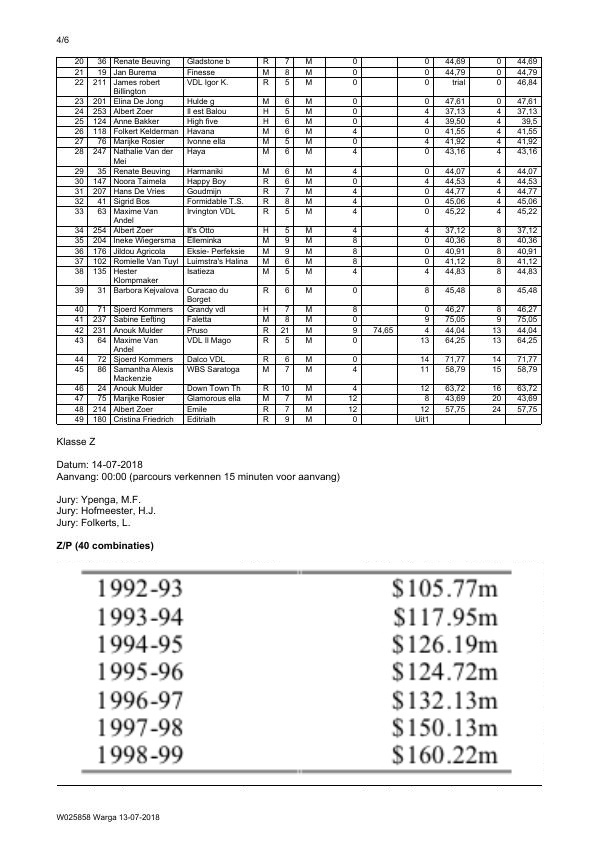 4/6
20 36 Renate Beuving Gladstone b R 7 M 0 0 44,69 0 44,69
21 19 Jan Burema Finesse M 8 M 0 0 44,79 0 44,79
22 211 James robert Billington VDL Igor K. R 5 M 0 0 trial 0 46,84
23 201 Elina De Jong Hulde g M 6 M 0 0 47,61 0 47,61
24 253 Albert Zoer Il est Balou H 5 M 0 4 37,13 4 37,13
25 124 Anne Bakker High five H 6 M 0 4 39,50 4 39,5
26 118 Folkert Kelderman Havana M 6 M 4 0 41,55 4 41,55
27 76 Marijke Rosier Ivonne ella M 5 M 0 4 41,92 4 41,92
28 247 Nathalie Van der Mei Haya M 6 M 4 0 43,16 4 43,16
29 35 Renate Beuving Harmaniki M 6 M 4 0 44,07 4 44,07
30 147 Noora Taimela Happy Boy R 6 M 0 4 44,53 4 44,53
31 207 Hans De Vries Goudmijn R 7 M 4 0 44,77 4 44,77
32 41 Sigrid Bos Formidable T.S. R 8 M 4 0 45,06 4 45,06
33 63 Maxime Van Andel Irvington VDL R 5 M 4 0 45,22 4 45,22
34 254 Albert Zoer It's Otto H 5 M 4 4 37,12 8 37,12
35 204 Ineke Wiegersma Elleminka M 9 M 8 0 40,36 8 40,36
36 176 Jildou Agricola Eksie- Perfeksie M 9 M 8 0 40,91 8 40,91
37 102 Romielle Van Tuyl Luimstra's Halina M 6 M 8 0 41,12 8 41,12
38 135 Hester Klompmaker Isatieza M 5 M 4 4 44,83 8 44,83
39 31 Barbora Kejvalova Curacao du Borget R 6 M 0 8 45,48 8 45,48
40 71 Sjoerd Kommers Grandy vdl H 7 M 8 0 46,27 8 46,27
41 237 Sabine Eefting Faletta M 8 M 0 9 75,05 9 75,05
42 231 Anouk Mulder Pruso R 21 M 9 74,65 4 44,04 13 44,04
43 64 Maxime Van Andel VDL Il Mago R 5 M 0 13 64,25 13 64,25
44 72 Sjoerd Kommers Dalco VDL R 6 M 0 14 71,77 14 71,77
45 86 Samantha Alexis Mackenzie WBS Saratoga M 7 M 4 11 58,79 15 58,79
46 24 Anouk Mulder Down Town Th R 10 M 4 12 63,72 16 63,72
47 75 Marijke Rosier Glamorous ella M 7 M 12 8 43,69 20 43,69
48 214 Albert Zoer Emile R 7 M 12 12 57,75 24 57,75
49 180 Cristina Friedrich Editrialh R 9 M 0 Uit1
Klasse Z
Datum: 14-07-2018
Aanvang: 00:00 (parcours verkennen 15 minuten voor aanvang)
Jury: Ypenga, M.F.
Jury: Hofmeester, H.J.
Jury: Folkerts, L.
Z/P (40 combinaties)
1992-93 $105.77m
1993-94 $117.95m
1994-95 $126.19m
1995-96 $124.72m
1996-97 $132.13m
1997-98 $150.13m
1998-99 $160.22m
W025858 Warga 13-07-2018